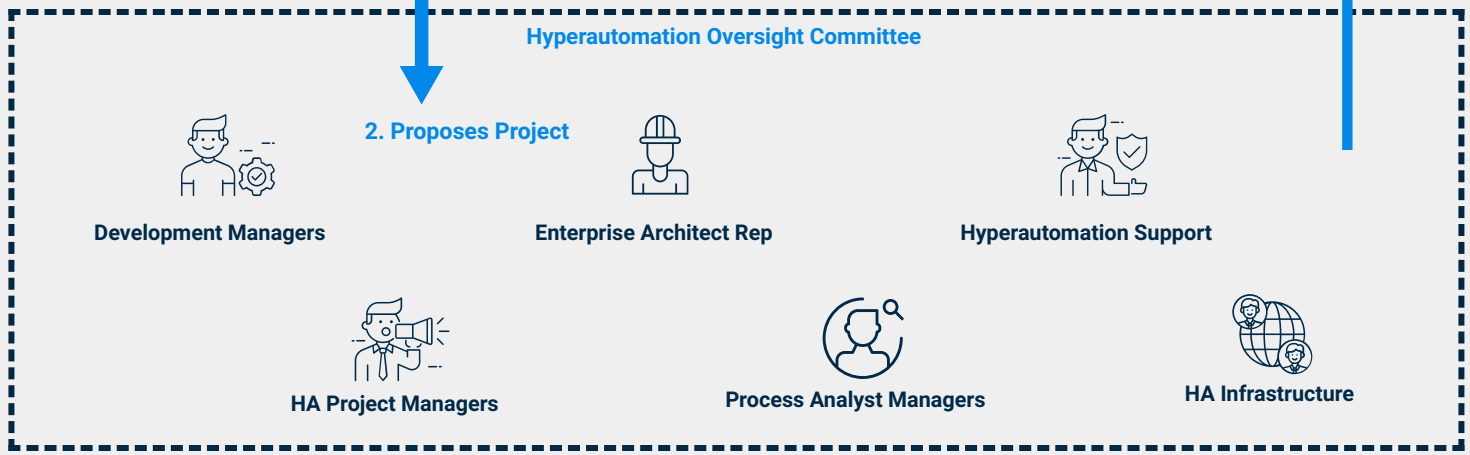 Hyperautomation Oversight Committee
2. Proposes Project
Development Managers
Enterprise Architect Rep
Hyperautomation Support
HA Project Managers
Process Analyst Managers
HA Infrastructure